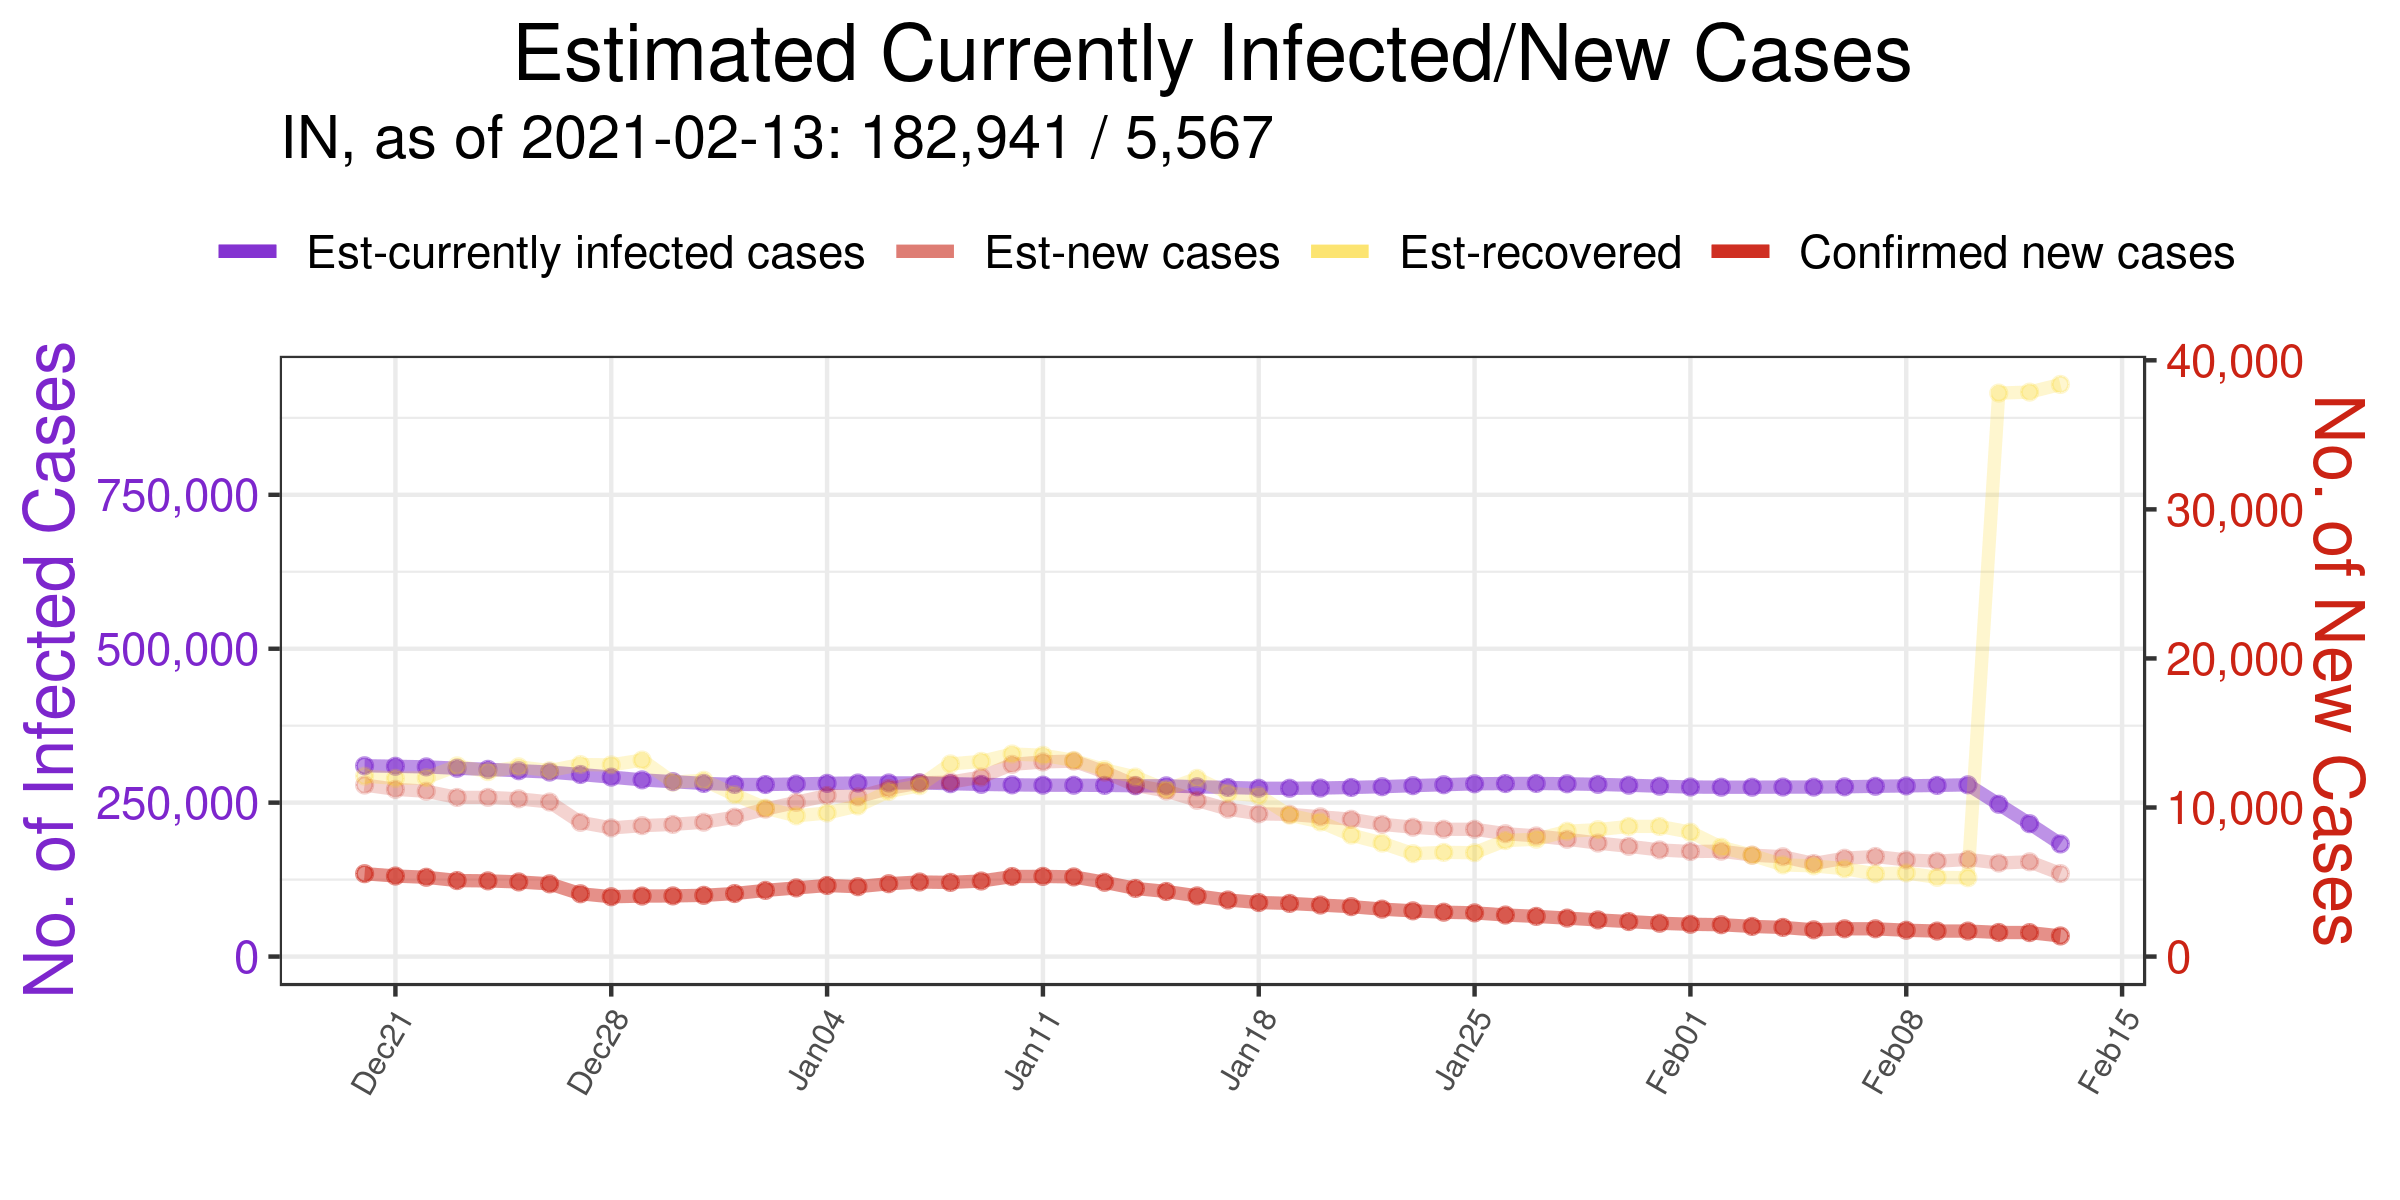 Estimated Currently Infected/New Cases
IN, as of 2021-02-13: 182,941 / 5,567
Est-currently infected cases Est-new cases Est-recovered Confirmed new cases
No. of Infected Cases
750,000
500,000
250,000
0
40,000
30,000
20,000
10,000
0
No. of New Cases
Dec21 Dec28 Jan04 Jan11 Jan18 Jan25 Feb01 Feb08 Feb15